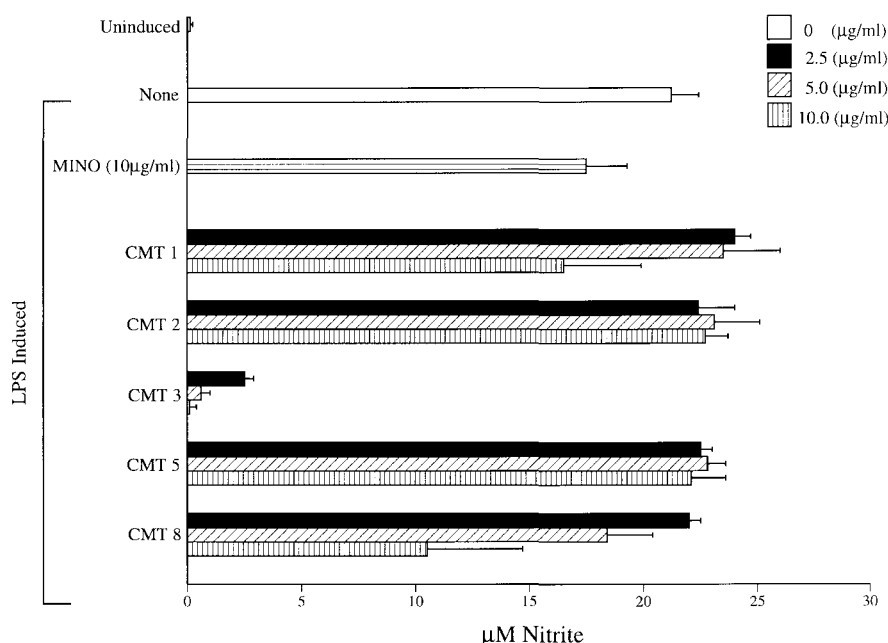 Uninduced
None
MINO (10μg/ml)
CMT 1
CMT 2
CMT 3
CMT 5
CMT 8
LPS Induced
0 (μg/ml)
2.5 (μg/ml)
5.0 (μg/ml)
10.0 (μg/ml)
0 5 10 15 20 25 30
μM Nitrite